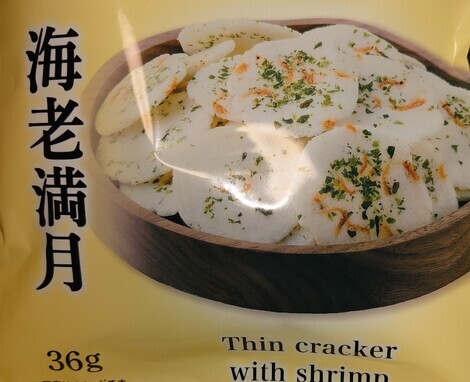 海老満月
36g
Thin cracker
with shrimp